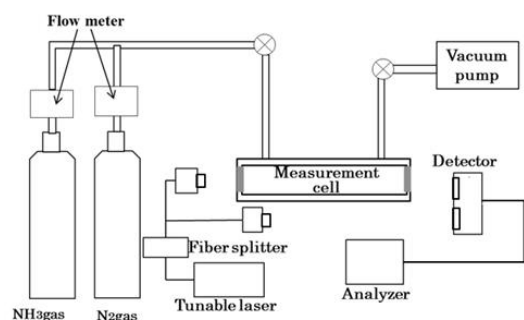 Flow meter
Vacuum
pump
Measurement
cell
Detector
Fiber splitter
Analyzer
Tunable laser
NH3gas
N2gas